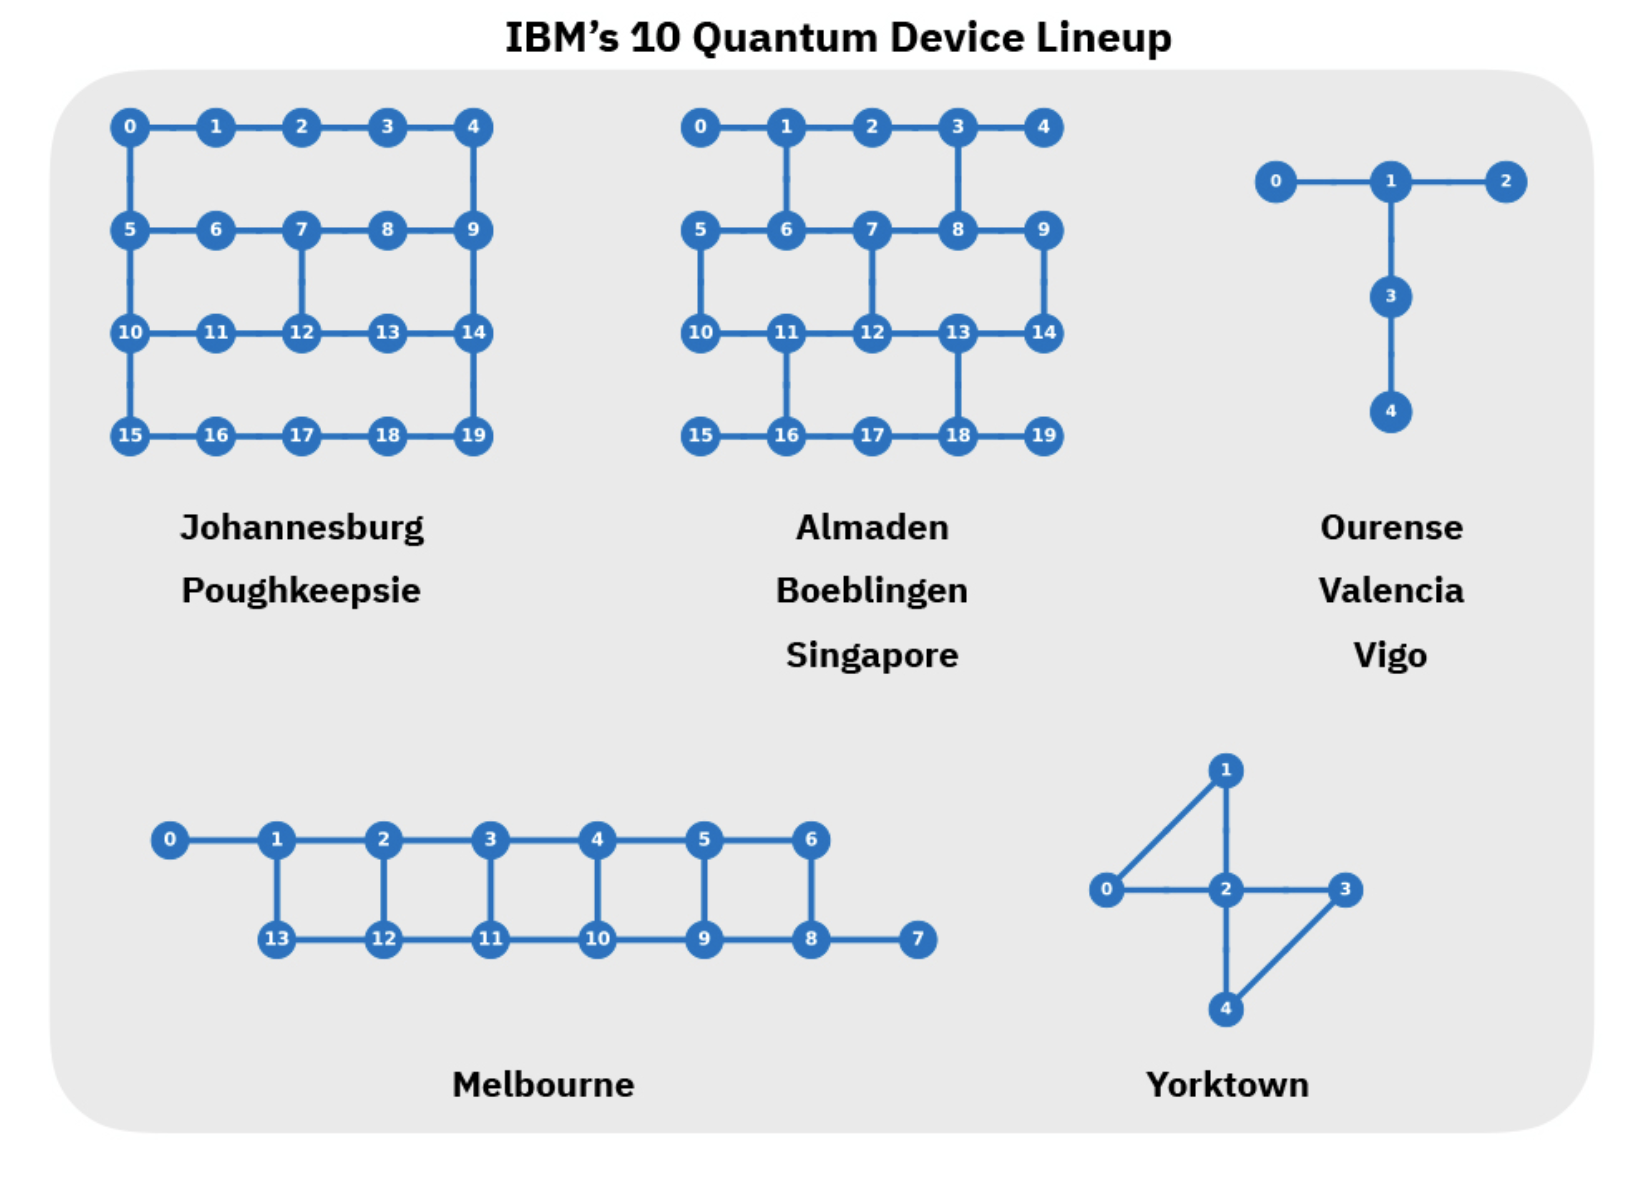 IBM’s 10 Quantum Device Lineup
0 1 2 3 4
5 6 7 8 9
10 11 12 13 14
15 16 17 18 19
Johannesburg
Poughkeepsie
0 1 2 3 4
5 6 7 8 9
10 11 12 13 14
15 16 17 18 19
Almaden
Boeblingen
Singapore
0 1 2
3
4
Ourense
Valencia
Vigo
0 1 2 3 4 5 6
13 12 11 10 9 8 7
Melbourne
1
0 2 3
4
Yorktown